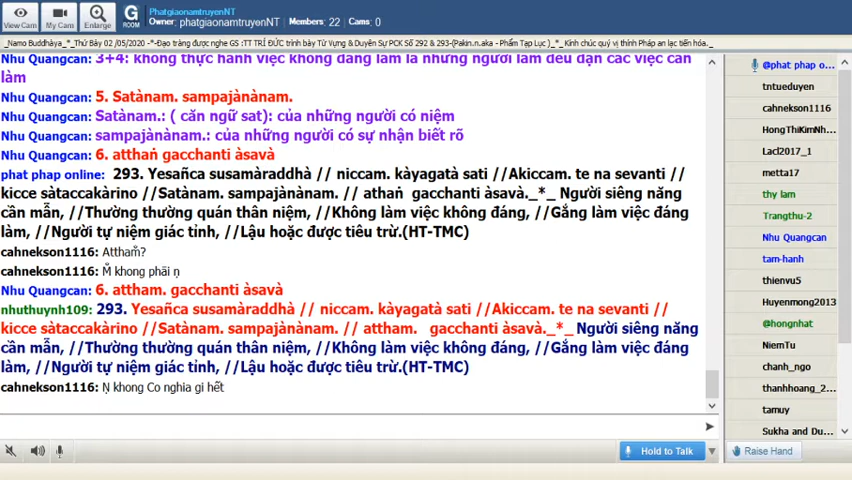 PhatgiaonamtruyenNT
Owner: phatgiaonamtruyenNT Members: 22 Cams: 0
View Cam My Cam Enlarge G ROOM
_Namo Buddhàya_*_Thứ Bảy 02 /05/2020 -*-Đạo tràng được nghe GS :TT TRÍ ĐỨC trình bày Từ Vựng & Duyên Sự PCK Số 292 & 293-(Pakin.n.aka - Phẩm Tạp Lục )_*_ Kính chúc quý vị thính Pháp an lạc tiến hóa._
Nhu Quangcan: 3+4: không thực hành việc không đáng làm là những người làm đều đặn các việc cần
làm
Nhu Quangcan: 5. Satànam. sampajànànam.
Nhu Quangcan: Satànam.: ( căn ngữ sat): của những người có niệm
Nhu Quangcan: sampajànànam.: của những người có sự nhận biết rõ
Nhu Quangcan: 6. atthaṅ gacchanti àsavà
phat phap online: 293. Yesañca susamàraddhà // niccam. kàyagatà sati //Akiccam. te na sevanti //
kicce sàtaccakàrino //Satànam. sampajànànam. // athaṅ gacchanti àsavà._*_ Người siêng năng
cần mẫn, //Thường thường quán thân niệm, //Không làm việc không đáng, //Gắng làm việc đáng
làm, //Người tự niệm giác tỉnh, //Lậu hoặc được tiêu trừ.(HT-TMC)
cahnekson1116: Atthaṁ?
cahnekson1116: Ṁ khong phãi ṇ
Nhu Quangcan: 6. attham. gacchanti àsavà
nhuthuynh109: 293. Yesañca susamàraddhà // niccam. kàyagatà sati //Akiccam. te na sevanti //
kicce sàtaccakàrino //Satànam. sampajànànam. // attham. gacchanti àsavà._*_ Người siêng năng
cần mẫn, //Thường thường quán thân niệm, //Không làm việc không đáng, //Gắng làm việc đáng
làm, //Người tự niệm giác tỉnh, //Lậu hoặc được tiêu trừ.(HT-TMC)
cahnekson1116: Ṇ khong Co nghia gi hết
@phat phap o...
tntueduyen
cahnekson1116
HongThiKimNh...
Lacl2017_1
metta17
thy lam
Trangthu-2
Nhu Quangcan
tam-hanh
thienvu5
Huyenmong2013
@hongnhat
NiemTu
chanh_ngo
thanhhoang_2...
tamuy
Sukha and Du...
Hold to Talk
Raise Hand